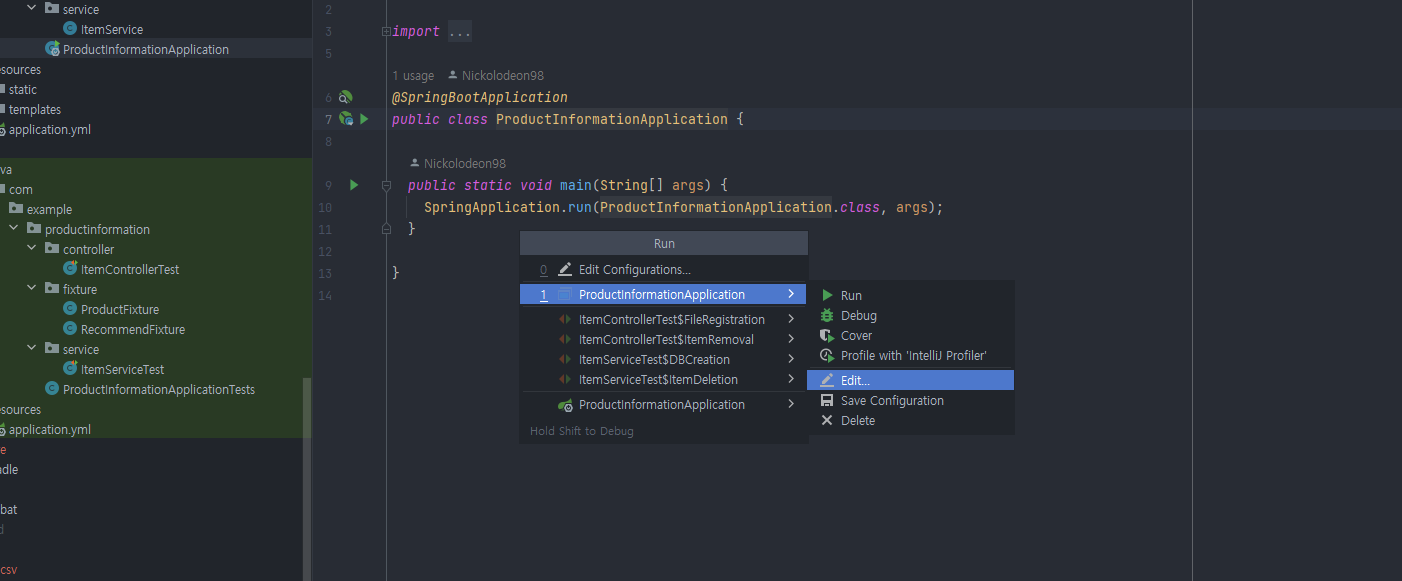 service
ItemService
ProductInformationApplication
esources
static
templates
application.yml
va
com
example
productinformation
controller
ItemControllerTest
fixture
ProductFixture
RecommendFixture
service
ItemServiceTest
ProductInformationApplicationTests
esources
application.yml
e
adle
bat
d
csv
2
3 import ...
5
1 usage Nickolodeon98
6 @SpringBootApplication
7 public class ProductInformationApplication {
8
Nickolodeon98
9 public static void main(String[] args) {
10 SpringApplication.run(ProductInformationApplication.class, args);
11 }
12
13 }
14
Run
0 Edit Configurations...
1 ProductInformationApplication
ItemControllerTest$FileRegistration
ItemControllerTest$ItemRemoval
ItemServiceTest$DBCreation
ItemServiceTest$ItemDeletion
ProductInformationApplication
Hold Shift to Debug
Run
Debug
Cover
Profile with 'IntelliJ Profiler'
Edit...
Save Configuration
Delete